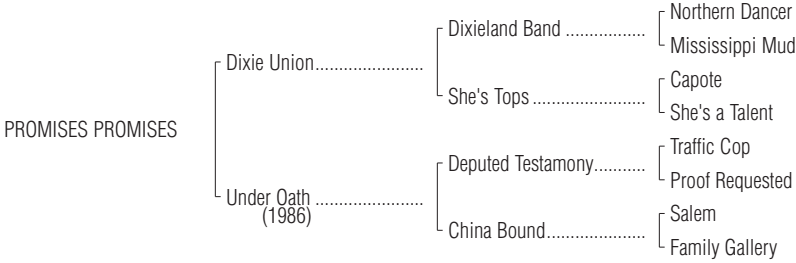 Northern Dancer
Dixieland Band .................
Mississippi Mud
Dixie Union.......................
Capote
She's Tops ........................
She's a Talent
PROMISES PROMISES
Traffic Cop
Deputed Testamony...........
Proof Requested
Under Oath .......................
(1986)
Salem
China Bound.....................
Family Gallery